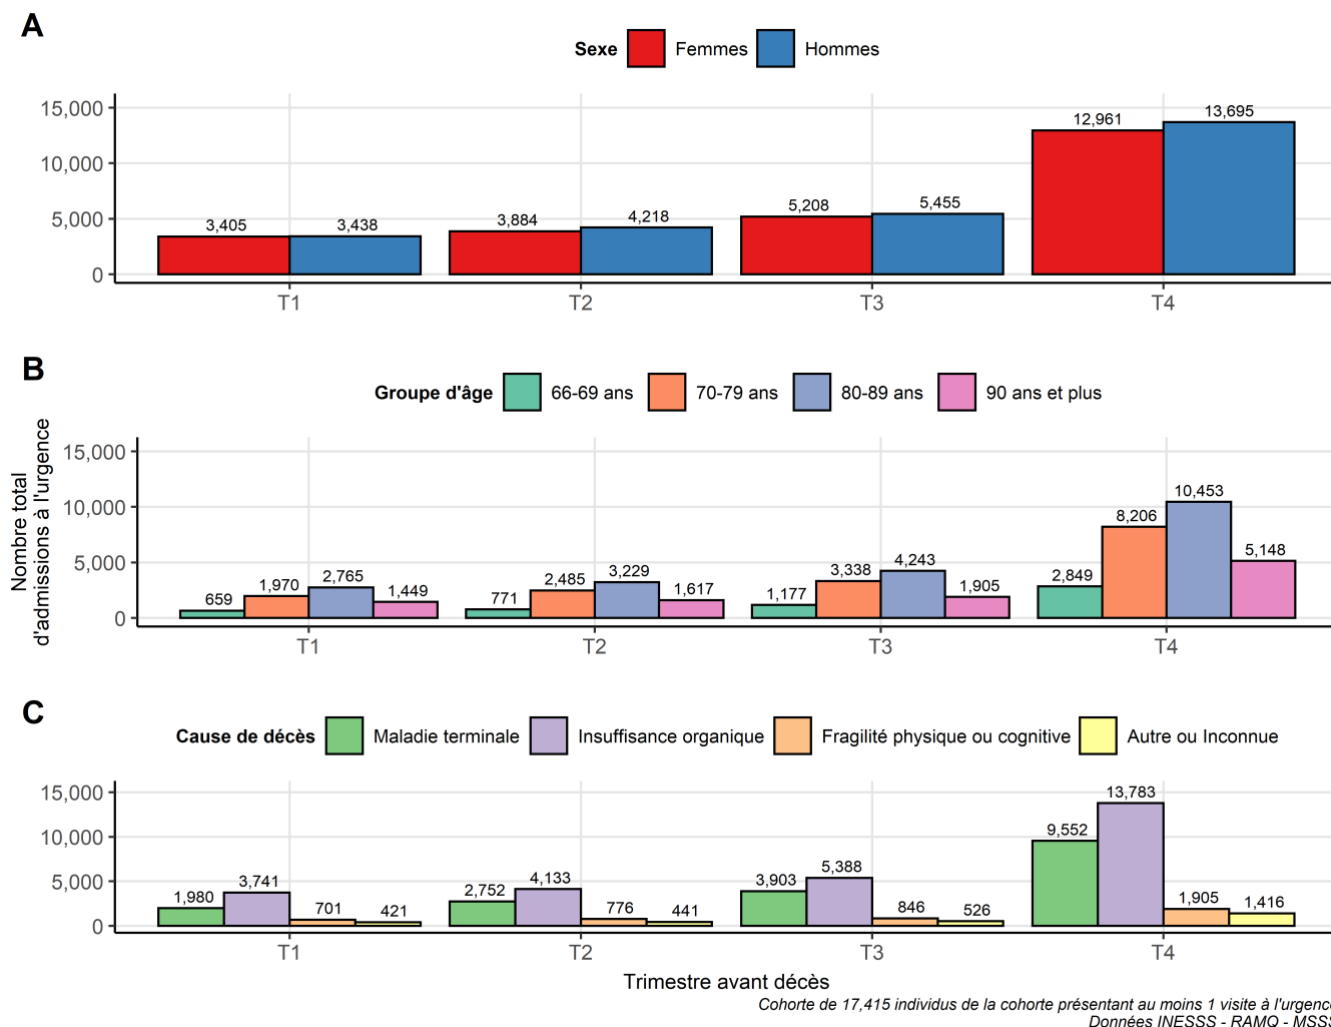 A
Sexe Femmes Hommes
15,000
10,000
5,000
0
3,405 3,438 3,884 4,218 5,208 5,455 12,961 13,695
T1 T2 T3 T4
B
Groupe d'âge 66-69 ans 70-79 ans 80-89 ans 90 ans et plus
Nombre total
d'admissions à l'urgence
15,000
10,000
5,000
0
659 1,970 2,765 1,449 771 2,485 3,229 1,617 1,177 3,338 4,243 1,905 2,849 8,206 10,453 5,148
T1 T2 T3 T4
C
Cause de décès Maladie terminale Insuffisance organique Fragilité physique ou cognitive Autre ou Inconnue
15,000
10,000
5,000
0
1,980 3,741 701 421 2,752 4,133 776 441 3,903 5,388 846 526 9,552 13,783 1,905 1,416
T1 T2 T3 T4
Trimestre avant décès
Cohorte de 17,415 individus de la cohorte présentant au moins 1 visite à l'urgence
Données INESSS - RAMQ - MSSS